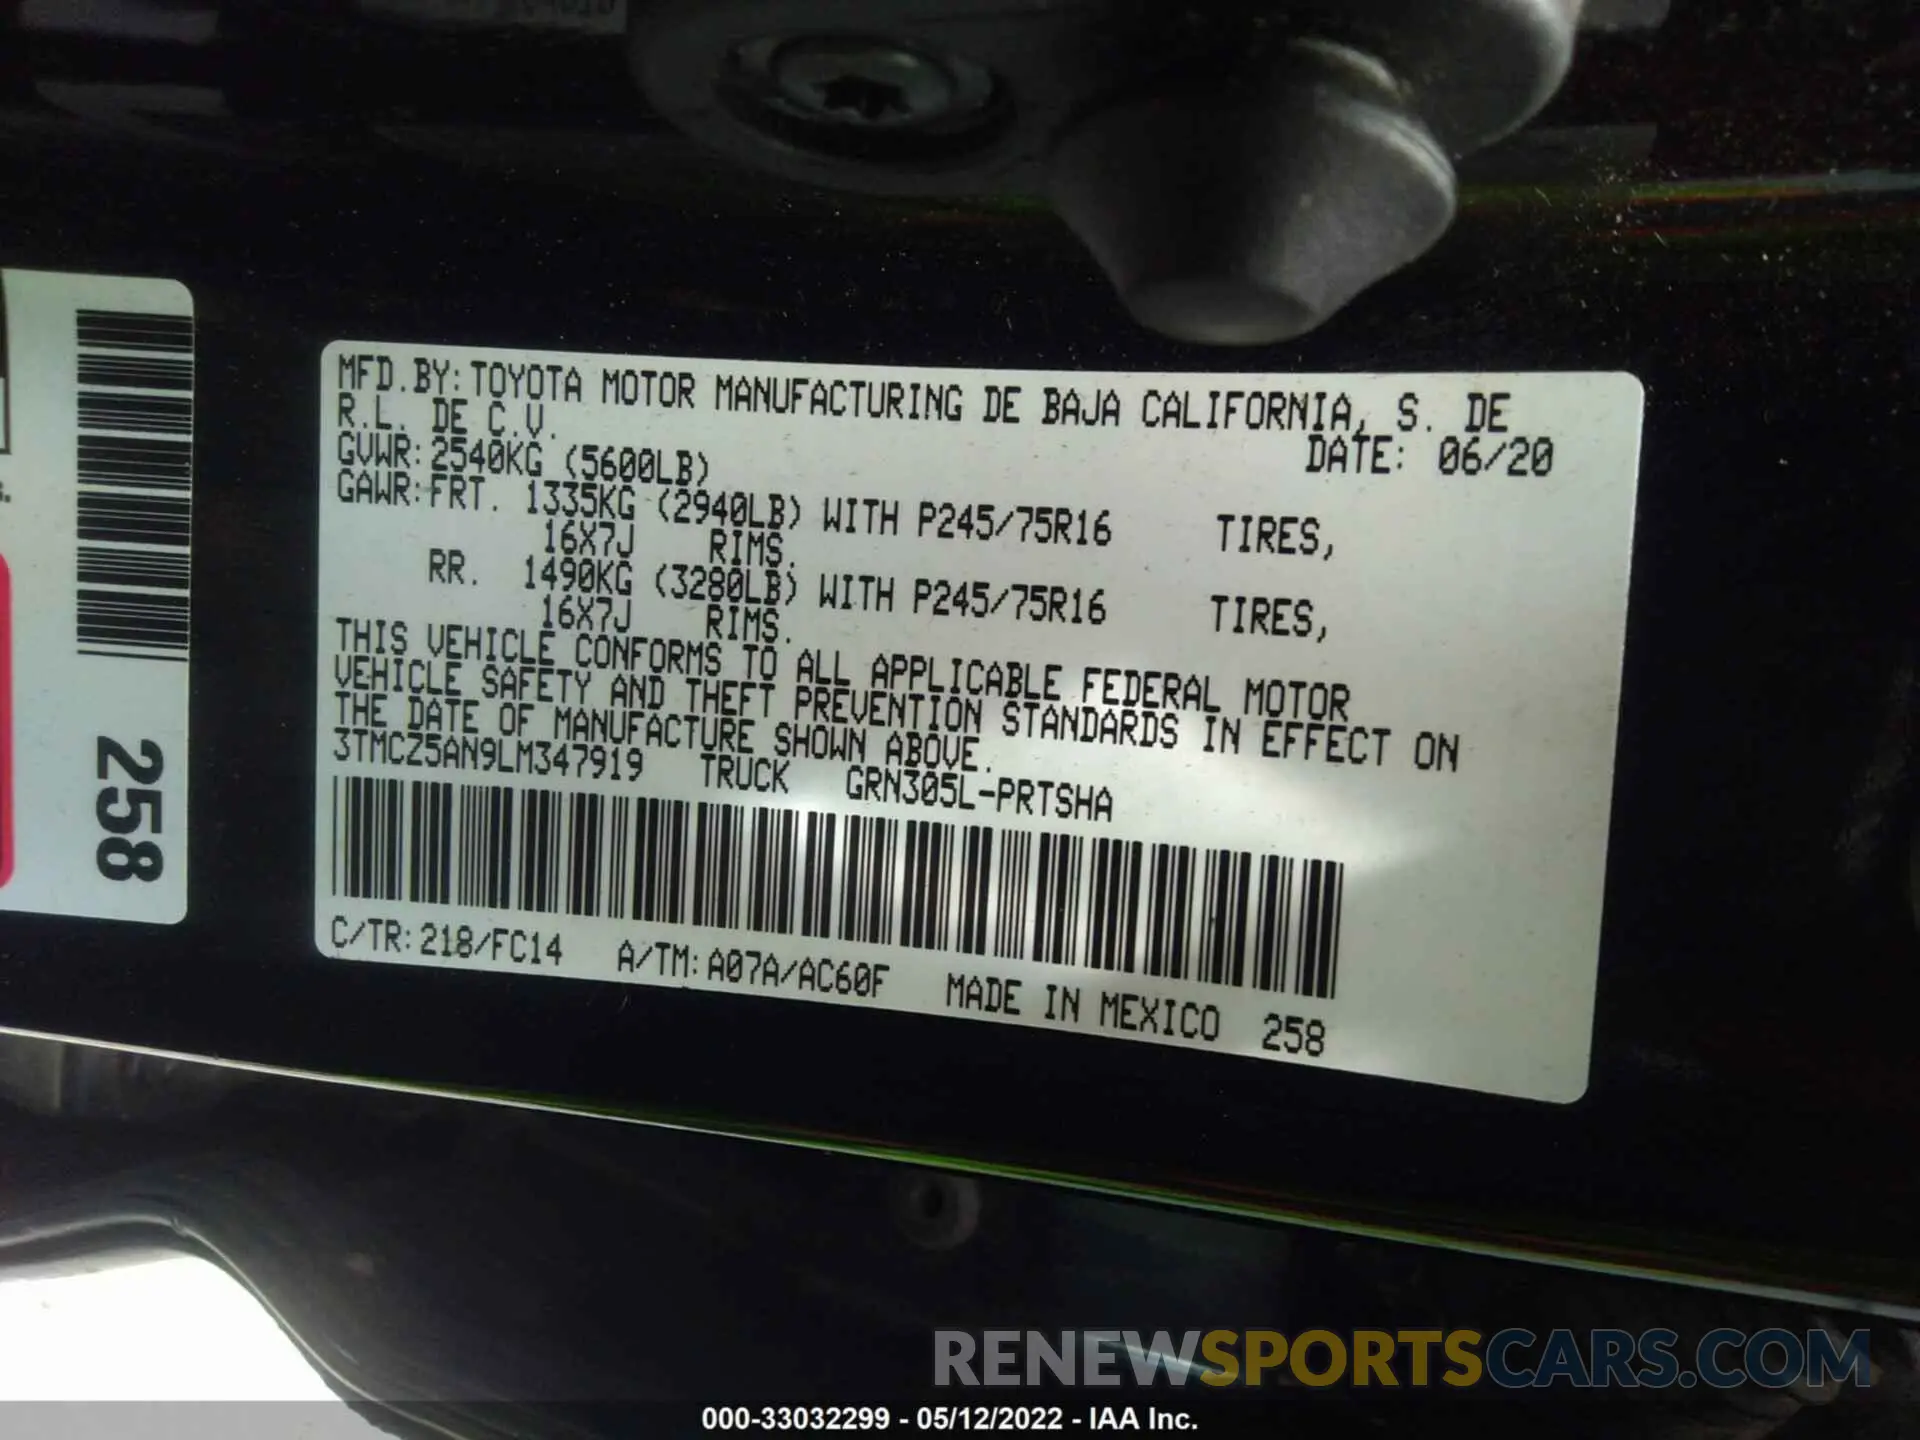 MFD.BY:TOYOTA MOTOR MANUFACTURING DE BAJA CALIFORNIA, S. DE
R.L. DE C.V.
DATE: 06/20
GVWR:2540KG (5600LB)
GAWR:FRT. 1335KG (2940LB) WITH P245/75R16 TIRES,
16X7J RIMS.
RR. 1490KG (3280LB) WITH P245/75R16 TIRES,
16X7J RIMS.
THIS VEHICLE CONFORMS TO ALL APPLICABLE FEDERAL MOTOR
VEHICLE SAFETY AND THEFT PREVENTION STANDARDS IN EFFECT ON
THE DATE OF MANUFACTURE SHOWN ABOVE.
3TMCZ5AN9LM347919 TRUCK GRN305L-PRTSHA
C/TR:218/FC14 A/TM:A07A/AC60F MADE IN MEXICO 258
258
RENEWSPORTSCARS.COM
000-33032299 - 05/12/2022 - IAA Inc.